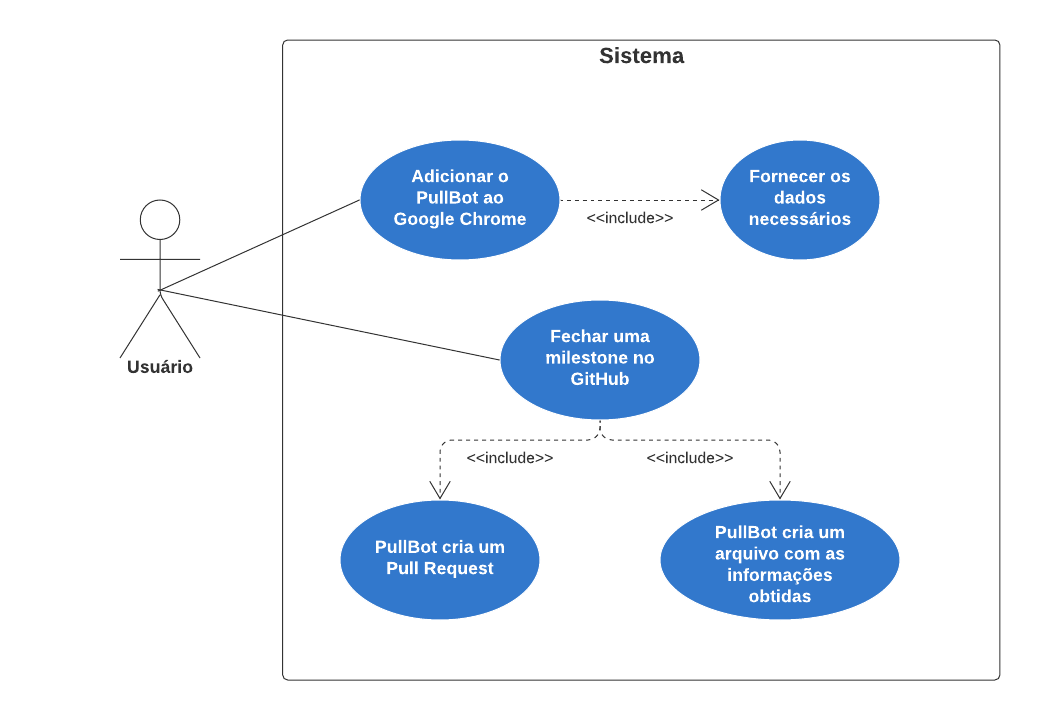 Sistema
Adicionar o
PullBot ao
Google Chrome
<<include>>
Fornecer os
dados
necessários
Usuário
Fechar uma
milestone no
GitHub
<<include>>
<<include>>
PullBot cria um
Pull Request
PullBot cria um
arquivo com as
informações
obtidas